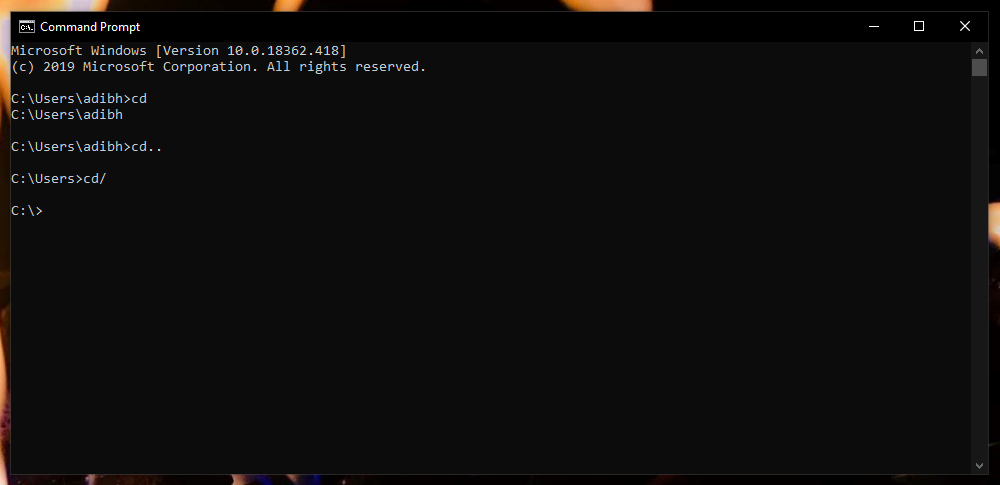 Command Prompt
Microsoft Windows [Version 10.0.18362.418]
(c) 2019 Microsoft Corporation. All rights reserved.
C:\Users\adibh>cd
C:\Users\adibh
C:\Users\adibh>cd..
C:\Users>cd/
C:\>